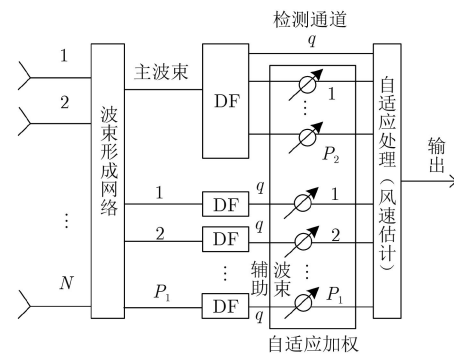 检测通道
q
1
主波束
DF
1
2
P₂
⋮
波束形成网络
自适应处理（风速估计）
输出
1
DF
q
1
2
DF
q
2
⋮
⋮
辅助波束
⋮
⋮
N
P₁
DF
q
P₁
自适应加权